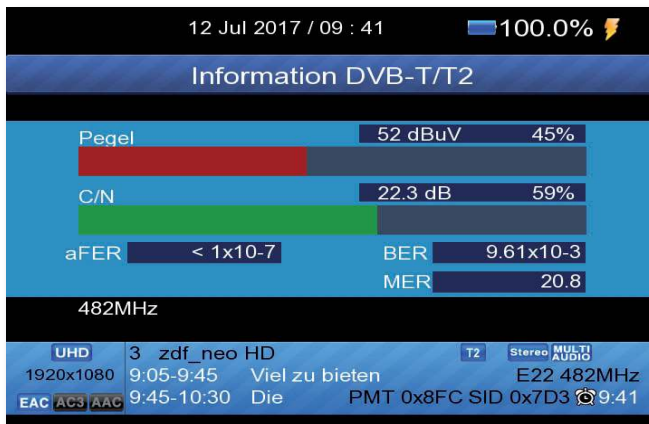 12 Jul 2017 / 09 : 41 100.0%
Information DVB-T/T2
Pegel 52 dBuV 45%
C/N 22.3 dB 59%
aFER < 1x10-7 BER 9.61x10-3
MER 20.8
482MHz
UHD 3 zdf_neo HD T2 Stereo MULTI AUDIO
1920x1080 9:05-9:45 Viel zu bieten E22 482MHz
EAC AC3 AAC 9:45-10:30 Die PMT 0x8FC SID 0x7D3 9:41